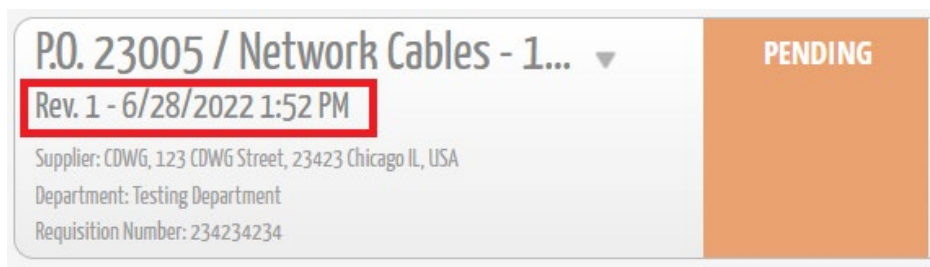 P.O. 23005 / Network Cables - 1...
PENDING
Rev. 1 - 6/28/2022 1:52 PM
Supplier: CDWG, 123 CDWG Street, 23423 Chicago IL, USA
Department: Testing Department
Requisition Number: 234234234